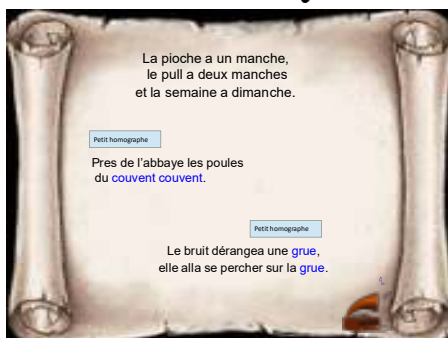 La pioche a un manche,
le pull a deux manches
et la semaine a dimanche.
Petit homographe
Pres de l'abbaye les poules
du couvent couvent.
Petit homographe
Le bruit dérangea une grue,
elle alla se percher sur la grue.